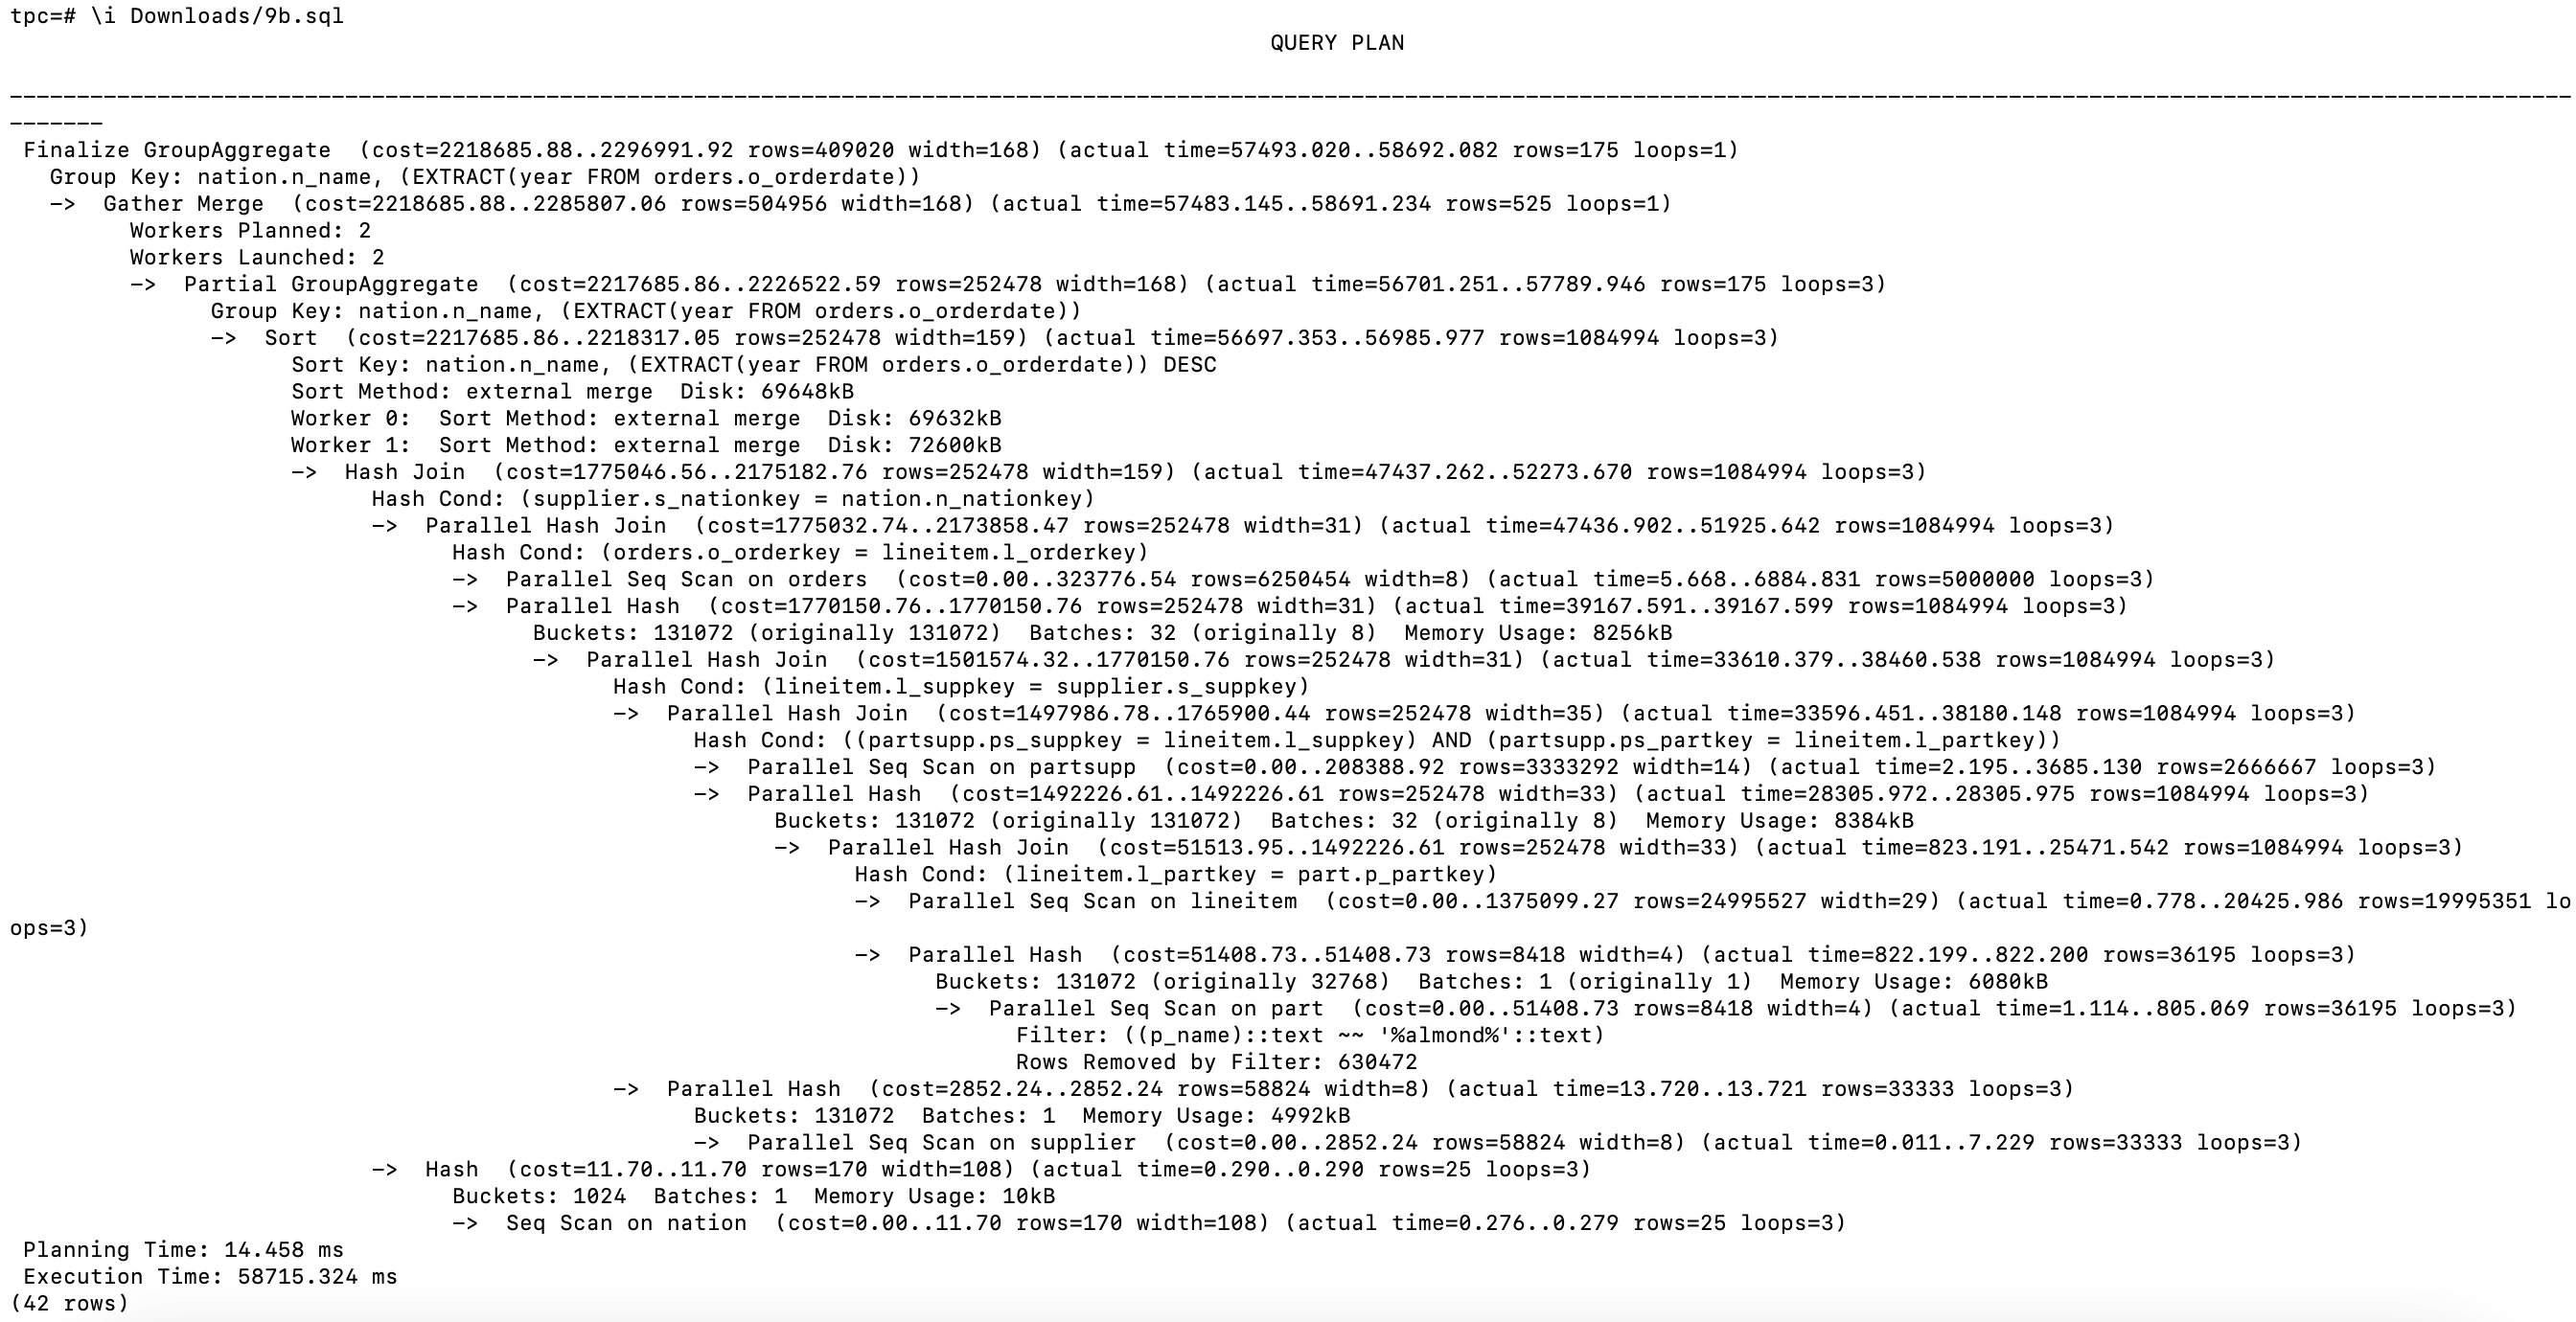 tpc=# \i Downloads/9b.sql
QUERY PLAN
-----------------------------------------------------------------------------------------------------------------------------------------------------------------------------------------------
-------
Finalize GroupAggregate  (cost=2218685.88..2296991.92 rows=409020 width=168) (actual time=57493.020..58692.082 rows=175 loops=1)
Group Key: nation.n_name, (EXTRACT(year FROM orders.o_orderdate))
->  Gather Merge  (cost=2218685.88..2285807.06 rows=504956 width=168) (actual time=57483.145..58691.234 rows=525 loops=1)
Workers Planned: 2
Workers Launched: 2
->  Partial GroupAggregate  (cost=2217685.86..2226522.59 rows=252478 width=168) (actual time=56701.251..57789.946 rows=175 loops=3)
Group Key: nation.n_name, (EXTRACT(year FROM orders.o_orderdate))
->  Sort  (cost=2217685.86..2218317.05 rows=252478 width=159) (actual time=56697.353..56985.977 rows=1084994 loops=3)
Sort Key: nation.n_name, (EXTRACT(year FROM orders.o_orderdate)) DESC
Sort Method: external merge  Disk: 69648kB
Worker 0:  Sort Method: external merge  Disk: 69632kB
Worker 1:  Sort Method: external merge  Disk: 72600kB
->  Hash Join  (cost=1775046.56..2175182.76 rows=252478 width=159) (actual time=47437.262..52273.670 rows=1084994 loops=3)
Hash Cond: (supplier.s_nationkey = nation.n_nationkey)
->  Parallel Hash Join  (cost=1775032.74..2173858.47 rows=252478 width=31) (actual time=47436.902..51925.642 rows=1084994 loops=3)
Hash Cond: (orders.o_orderkey = lineitem.l_orderkey)
->  Parallel Seq Scan on orders  (cost=0.00..323776.54 rows=6250454 width=8) (actual time=5.668..6884.831 rows=5000000 loops=3)
->  Parallel Hash  (cost=1770150.76..1770150.76 rows=252478 width=31) (actual time=39167.591..39167.599 rows=1084994 loops=3)
Buckets: 131072 (originally 131072)  Batches: 32 (originally 8)  Memory Usage: 8256kB
->  Parallel Hash Join  (cost=1501574.32..1770150.76 rows=252478 width=31) (actual time=33610.379..38460.538 rows=1084994 loops=3)
Hash Cond: (lineitem.l_suppkey = supplier.s_suppkey)
->  Parallel Hash Join  (cost=1497986.78..1765900.44 rows=252478 width=35) (actual time=33596.451..38180.148 rows=1084994 loops=3)
Hash Cond: ((partsupp.ps_suppkey = lineitem.l_suppkey) AND (partsupp.ps_partkey = lineitem.l_partkey))
->  Parallel Seq Scan on partsupp  (cost=0.00..208388.92 rows=3333292 width=14) (actual time=2.195..3685.130 rows=2666667 loops=3)
->  Parallel Hash  (cost=1492226.61..1492226.61 rows=252478 width=33) (actual time=28305.972..28305.975 rows=1084994 loops=3)
Buckets: 131072 (originally 131072)  Batches: 32 (originally 8)  Memory Usage: 8384kB
->  Parallel Hash Join  (cost=51513.95..1492226.61 rows=252478 width=33) (actual time=823.191..25471.542 rows=1084994 loops=3)
Hash Cond: (lineitem.l_partkey = part.p_partkey)
->  Parallel Seq Scan on lineitem  (cost=0.00..1375099.27 rows=24995527 width=29) (actual time=0.778..20425.986 rows=19995351 lo
ops=3)
->  Parallel Hash  (cost=51408.73..51408.73 rows=8418 width=4) (actual time=822.199..822.200 rows=36195 loops=3)
Buckets: 131072 (originally 32768)  Batches: 1 (originally 1)  Memory Usage: 6080kB
->  Parallel Seq Scan on part  (cost=0.00..51408.73 rows=8418 width=4) (actual time=1.114..805.069 rows=36195 loops=3)
Filter: ((p_name)::text ~~ '%almond%'::text)
Rows Removed by Filter: 630472
->  Parallel Hash  (cost=2852.24..2852.24 rows=58824 width=8) (actual time=13.720..13.721 rows=33333 loops=3)
Buckets: 131072  Batches: 1  Memory Usage: 4992kB
->  Parallel Seq Scan on supplier  (cost=0.00..2852.24 rows=58824 width=8) (actual time=0.011..7.229 rows=33333 loops=3)
->  Hash  (cost=11.70..11.70 rows=170 width=108) (actual time=0.290..0.290 rows=25 loops=3)
Buckets: 1024  Batches: 1  Memory Usage: 10kB
->  Seq Scan on nation  (cost=0.00..11.70 rows=170 width=108) (actual time=0.276..0.279 rows=25 loops=3)
Planning Time: 14.458 ms
Execution Time: 58715.324 ms
(42 rows)